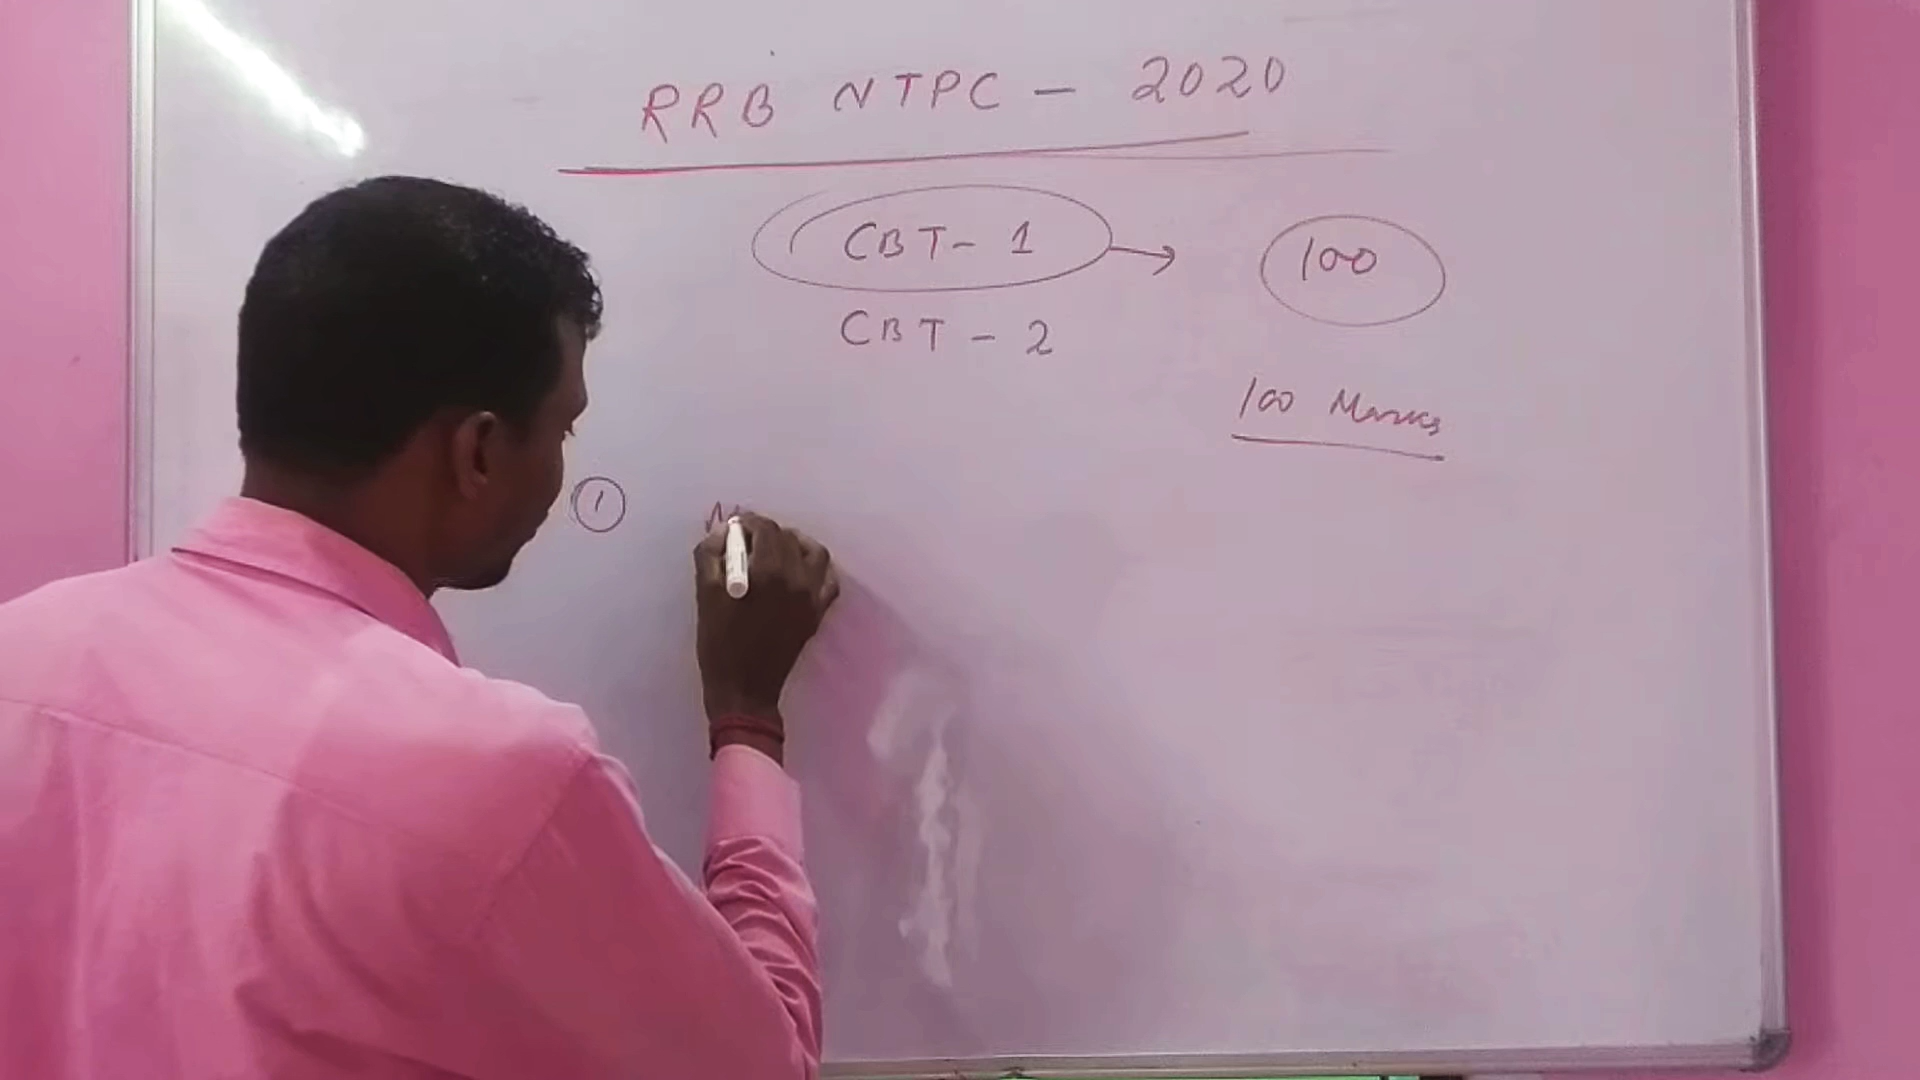 RRB NTPC - 2020
CBT - 1 → 100
CBT - 2
100 Marks
1